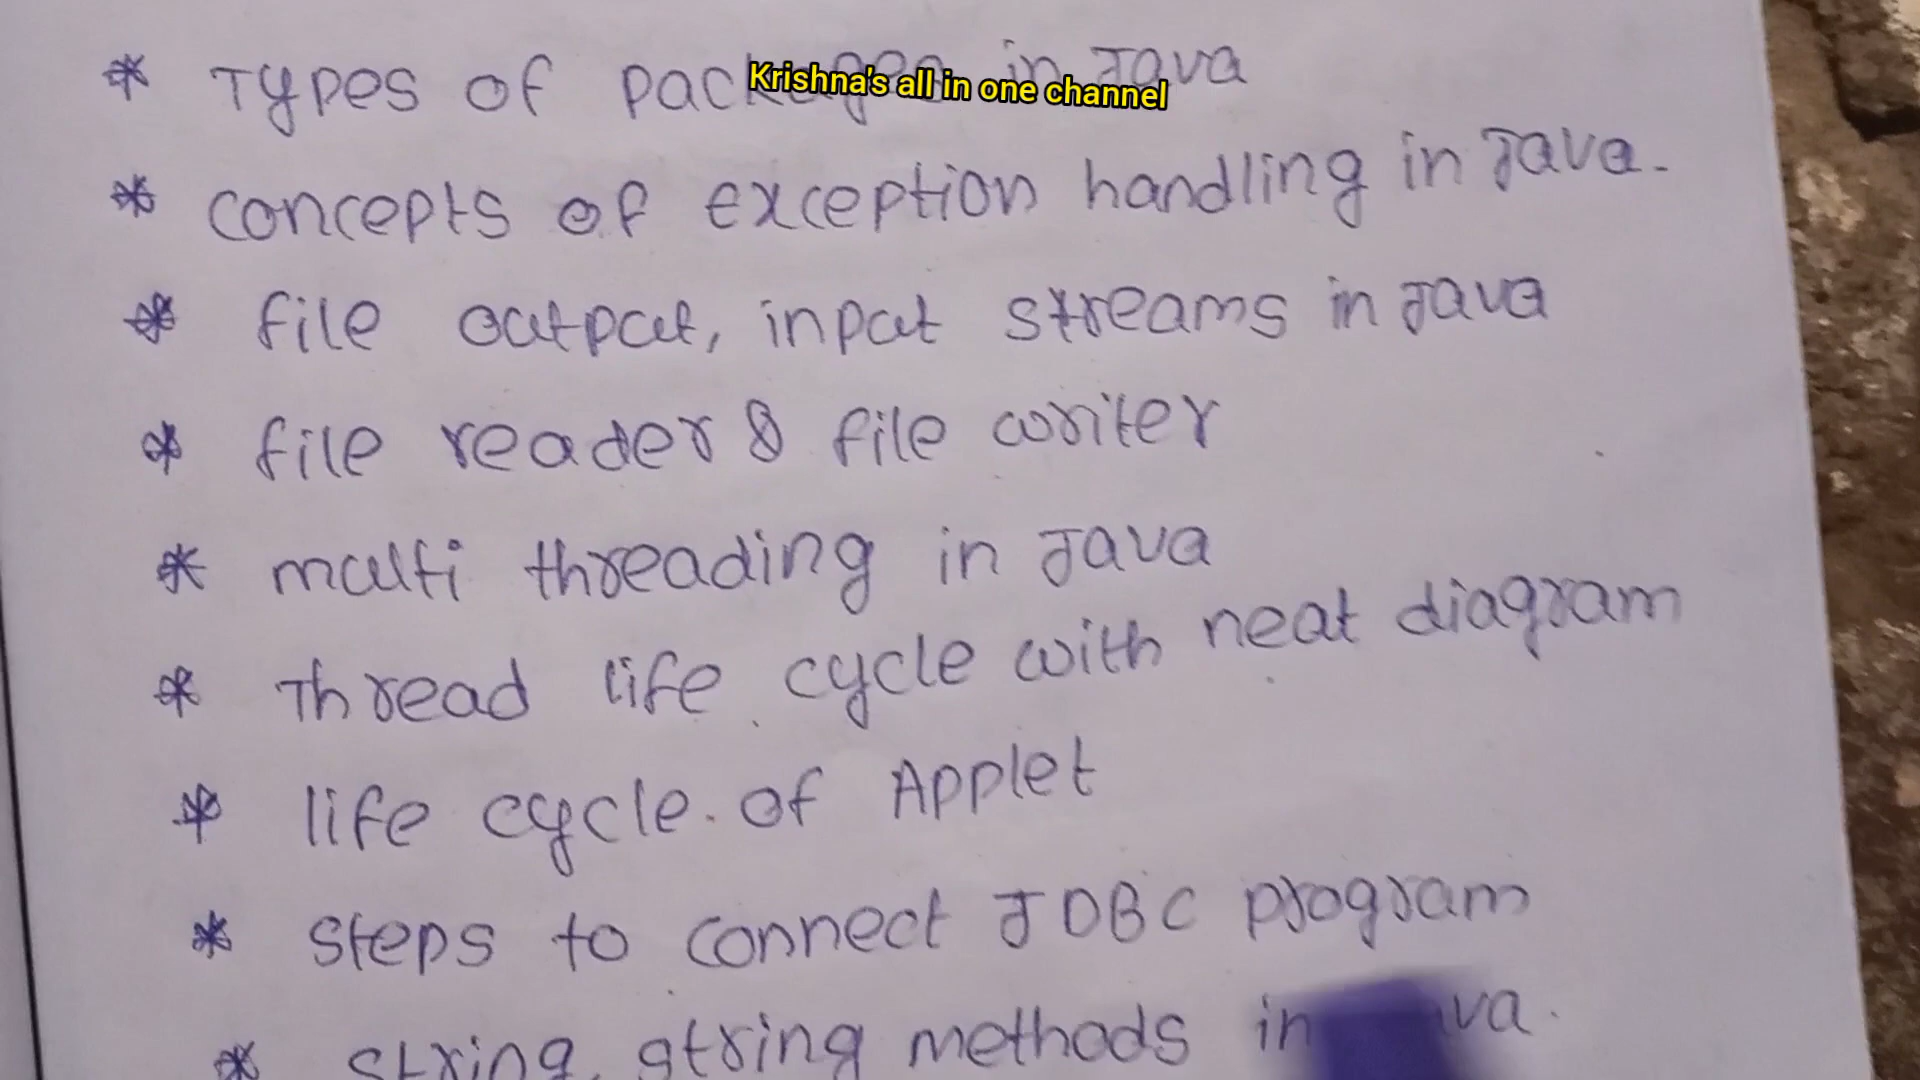 * Types of packages in Java
Krishna's all in one channel
* concepts of exception handling in Java.
* file output, input streams in Java
* file reader & file writer
* multi threading in Java
* Thread life cycle with neat diagram
* life cycle of Applet
* steps to connect JDBC program
* string, string methods in